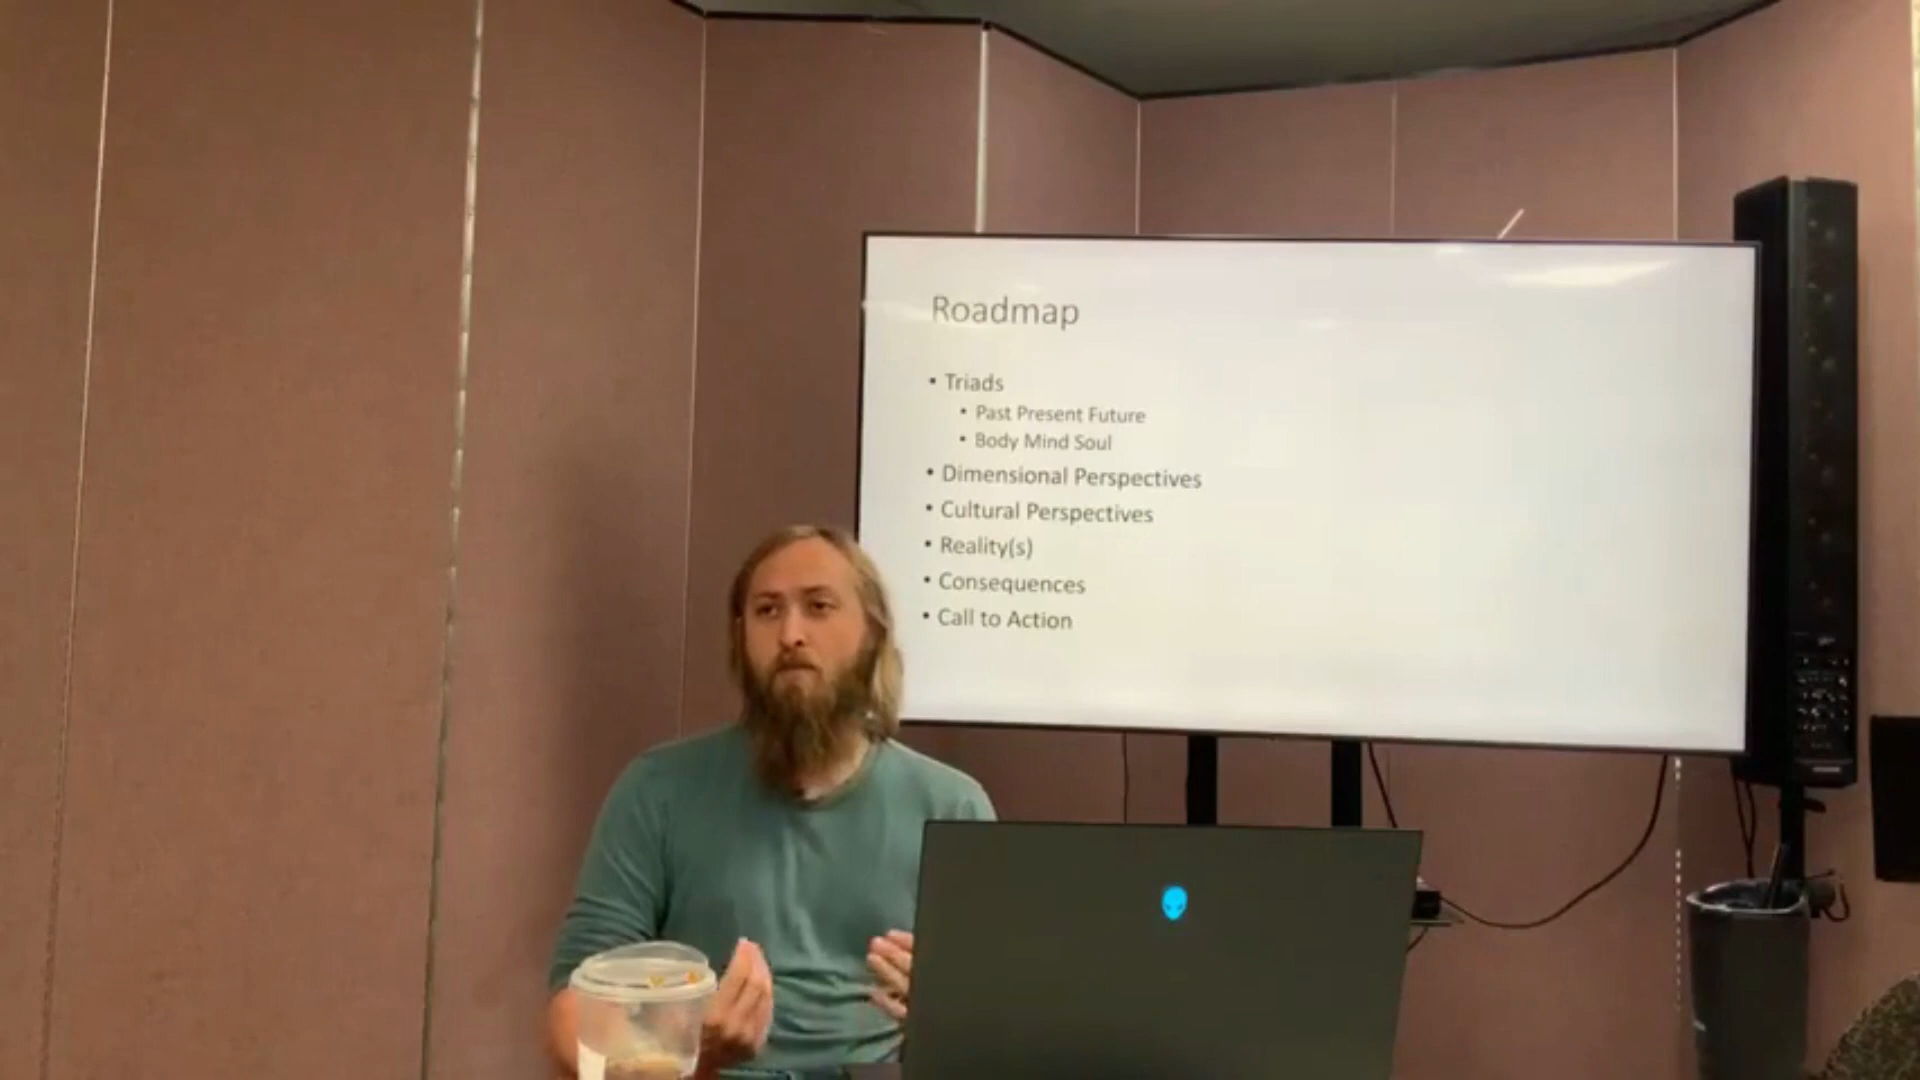 Roadmap
• Triads
• Past Present Future
• Body Mind Soul
• Dimensional Perspectives
• Cultural Perspectives
• Reality(s)
• Consequences
• Call to Action